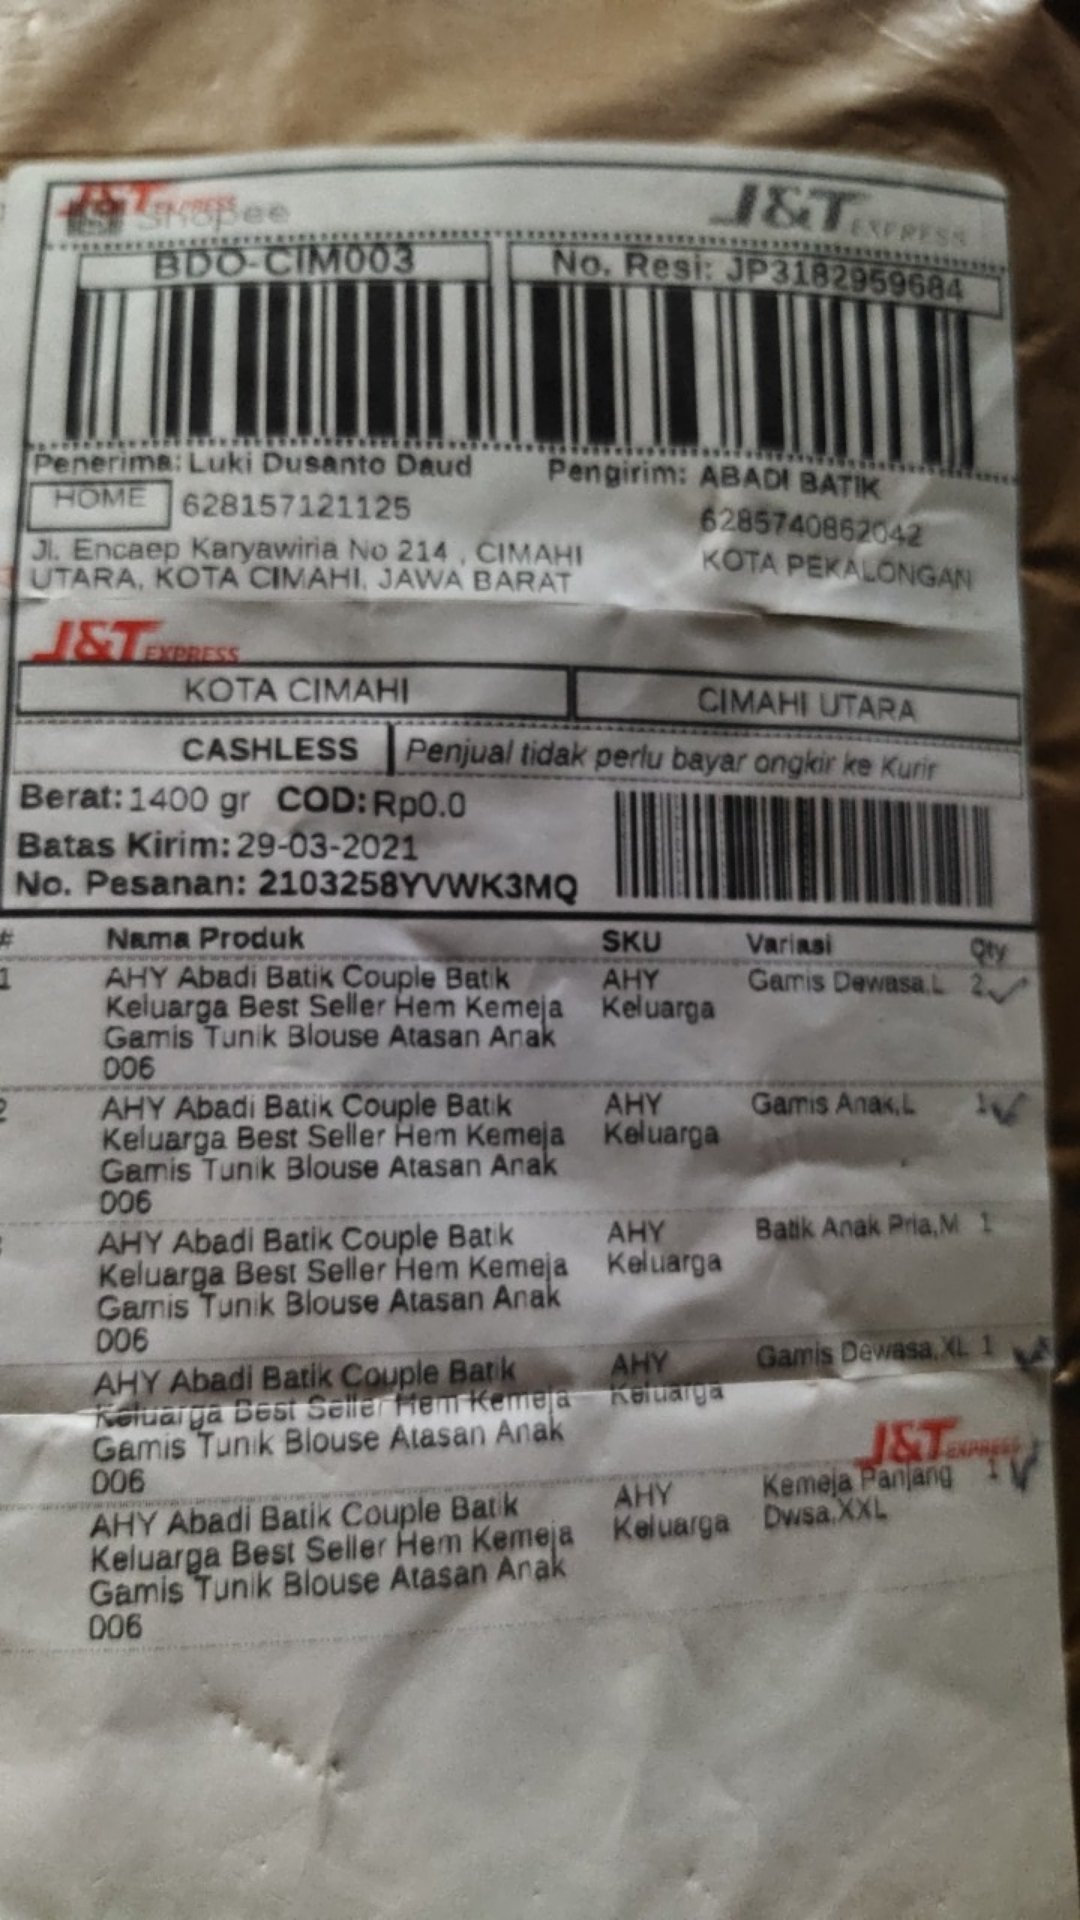 J&T EXPRESS
Shopee
J&T EXPRESS
BDO-CIM003
No. Resi: JP3182959684
Penerima: Luki Dusanto Daud
Pengirim: ABADI BATIK
HOME
628157121125
6285740862042
Jl. Encaep Karyawiria No 214 , CIMAHI
KOTA PEKALONGAN
UTARA, KOTA CIMAHI, JAWA BARAT
J&T EXPRESS
KOTA CIMAHI
CIMAHI UTARA
CASHLESS
Penjual tidak perlu bayar ongkir ke Kurir
Berat: 1400 gr COD: Rp0.0
Batas Kirim: 29-03-2021
No. Pesanan: 2103258YVWK3MQ
# Nama Produk SKU Variasi Qty
1 AHY Abadi Batik Couple Batik AHY Gamis Dewasa,L 2
Keluarga Best Seller Hem Kemeja Keluarga
Gamis Tunik Blouse Atasan Anak
006
2 AHY Abadi Batik Couple Batik AHY Gamis Anak,L 1
Keluarga Best Seller Hem Kemeja Keluarga
Gamis Tunik Blouse Atasan Anak
006
AHY Abadi Batik Couple Batik AHY Batik Anak Pria,M 1
Keluarga Best Seller Hem Kemeja Keluarga
Gamis Tunik Blouse Atasan Anak
006
AHY Abadi Batik Couple Batik AHY Gamis Dewasa,XL 1
Keluarga Best Seller Hem Kemeja Keluarga
Gamis Tunik Blouse Atasan Anak
006
J&T EXPRESS
AHY Abadi Batik Couple Batik AHY Kemeja Panjang 1
Keluarga Best Seller Hem Kemeja Keluarga Dwsa,XXL
Gamis Tunik Blouse Atasan Anak
006